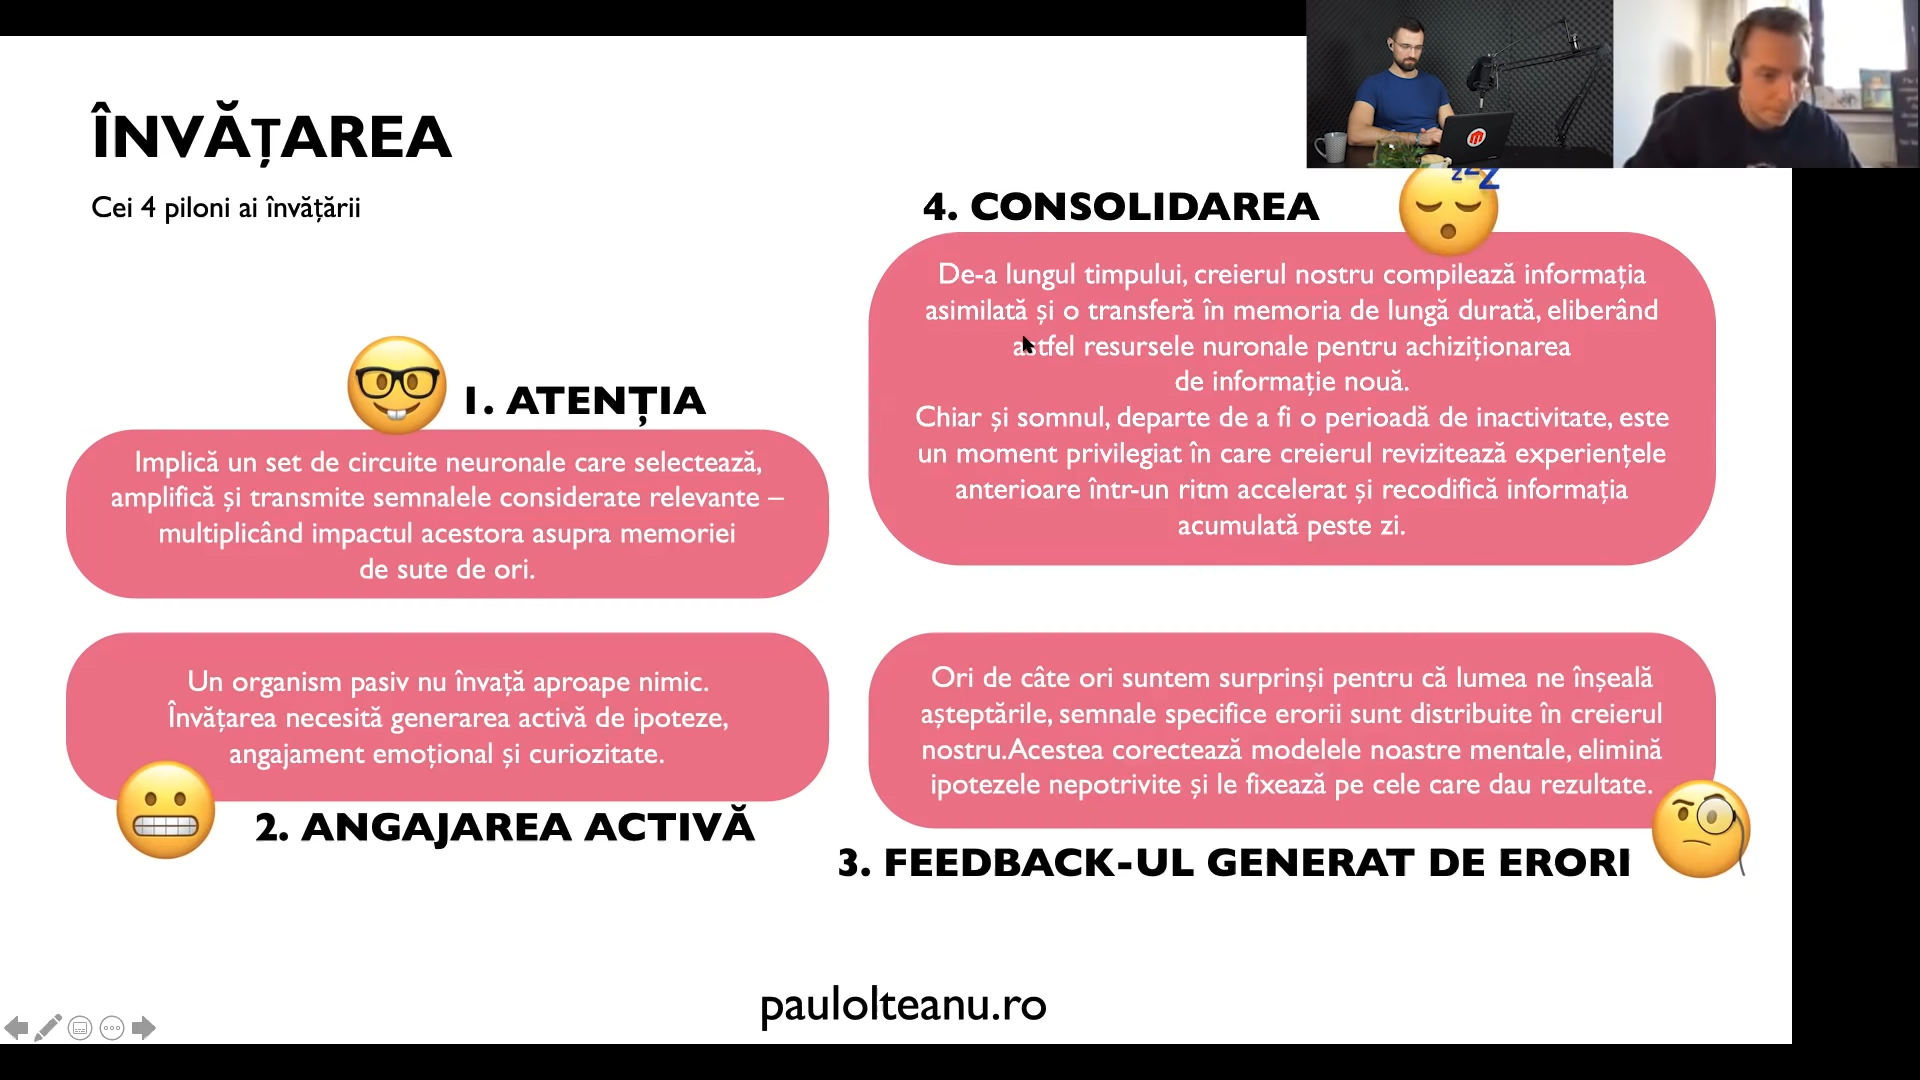 ÎNVĂȚAREA
Cei 4 piloni ai învățării
1. ATENȚIA
Implică un set de circuite neuronale care selectează,
amplifică și transmite semnalele considerate relevante –
multiplicând impactul acestora asupra memoriei
de sute de ori.
Un organism pasiv nu învață aproape nimic.
Învățarea necesită generarea activă de ipoteze,
angajament emoțional și curiozitate.
2. ANGAJAREA ACTIVĂ
4. CONSOLIDAREA
zzZ
De-a lungul timpului, creierul nostru compilează informația
asimilată și o transferă în memoria de lungă durată, eliberând
astfel resursele nuronale pentru achiziționarea
de informație nouă.
Chiar și somnul, departe de a fi o perioadă de inactivitate, este
un moment privilegiat în care creierul revizitează experiențele
anterioare într-un ritm accelerat și recodifică informația
acumulată peste zi.
Ori de câte ori suntem surprinși pentru că lumea ne înșeală
așteptările, semnale specifice erorii sunt distribuite în creierul
nostru.Acestea corectează modelele noastre mentale, elimină
ipotezele nepotrivite și le fixează pe cele care dau rezultate.
3. FEEDBACK-UL GENERAT DE ERORI
paulolteanu.ro